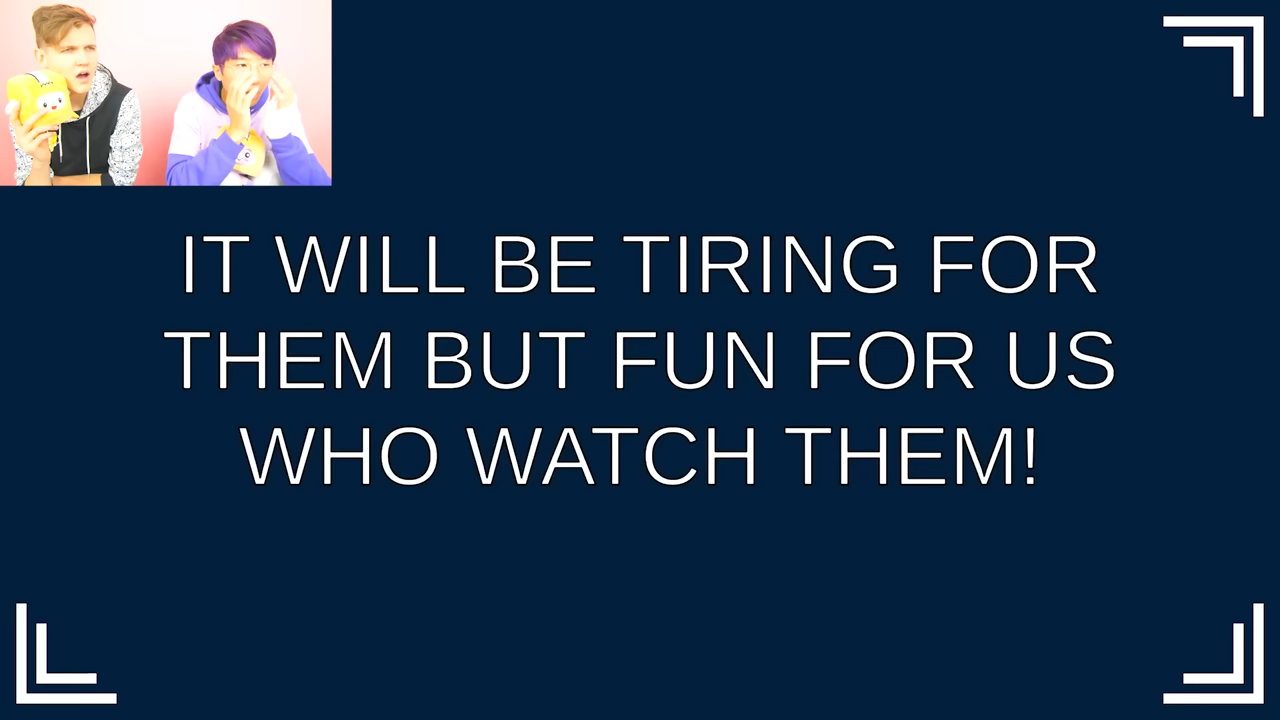 IT WILL BE TIRING FOR
THEM BUT FUN FOR US
WHO WATCH THEM!